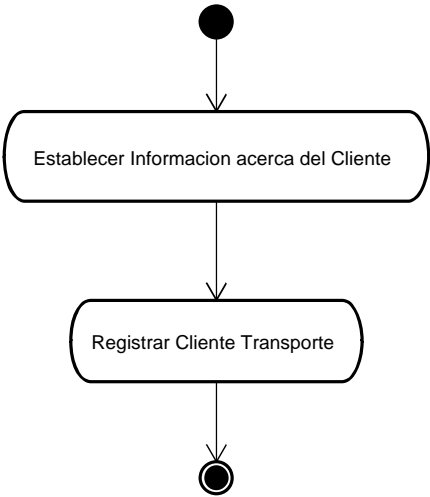 Establecer Informacion acerca del Cliente
Registrar Cliente Transporte